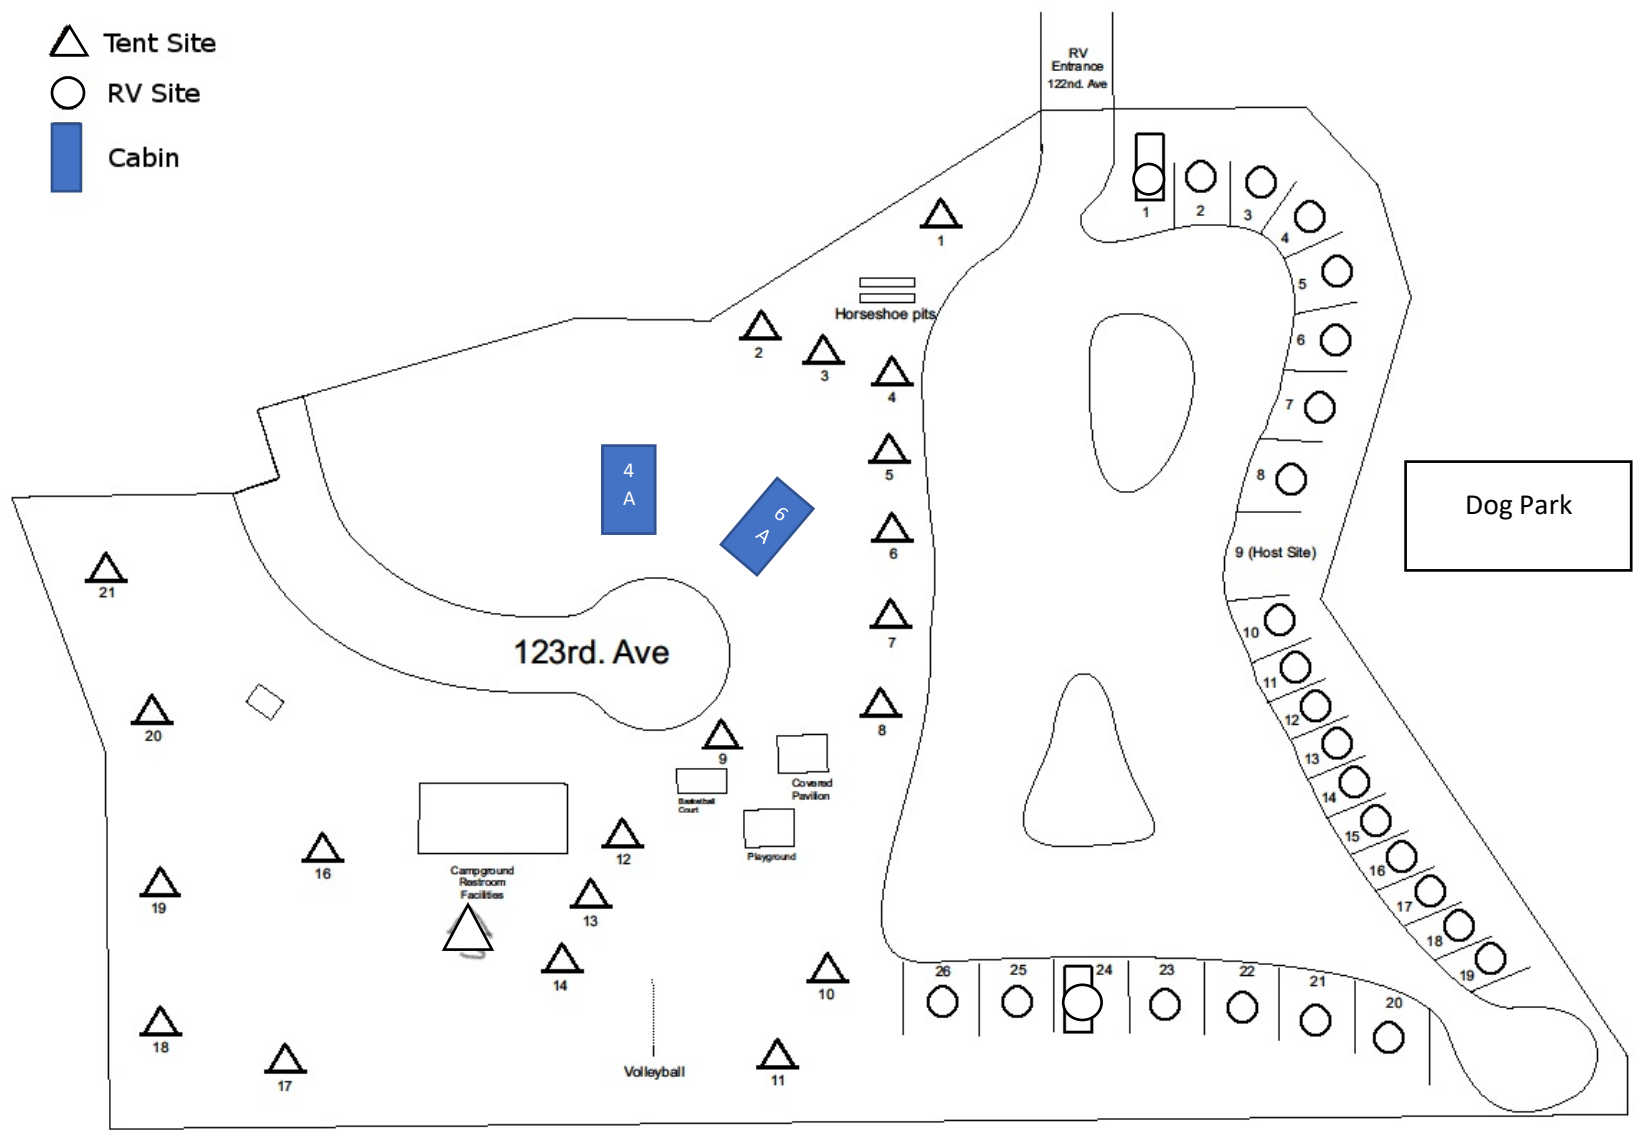 Tent Site
RV Site
Cabin
RV
Entrance
122nd. Ave
1
2
3
4
5
6
7
8
9 (Host Site)
10
11
12
13
14
15
16
17
18
19
20
21
22
23
24
25
26
Dog Park
1
Horseshoe pits
2
3
4
5
6
7
8
4
A
6
A
123rd. Ave
9
Basketball
Court
Covered
Pavilion
Playground
Campground
Restroom
Facilities
12
13
14
16
10
11
Volleyball
17
18
19
20
21